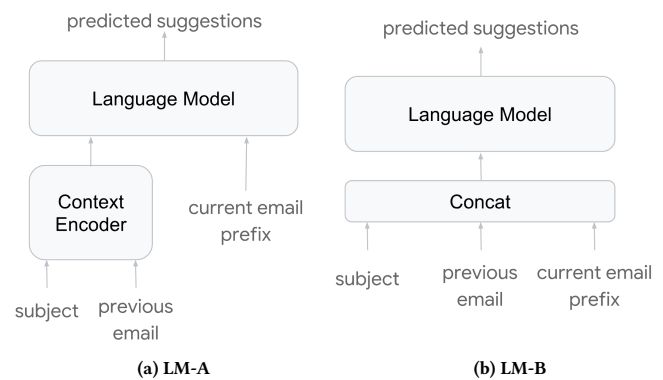 predicted suggestions
Language Model
Context
Encoder
current email
prefix
subject
previous
email
(a) LM-A
predicted suggestions
Language Model
Concat
subject
previous
email
current email
prefix
(b) LM-B